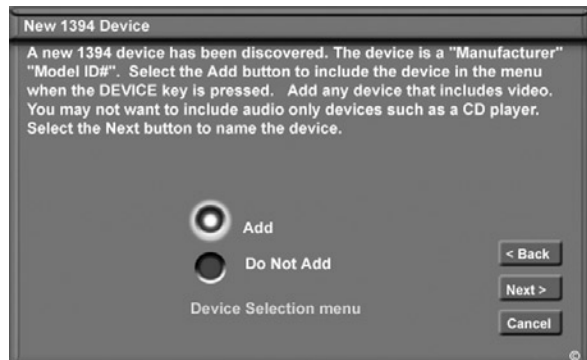 New 1394 Device
A new 1394 device has been discovered. The device is a "Manufacturer"
"Model ID#". Select the Add button to include the device in the menu
when the DEVICE key is pressed. Add any device that includes video.
You may not want to include audio only devices such as a CD player.
Select the Next button to name the device.
Add
Do Not Add
Device Selection menu
< Back
Next >
Cancel